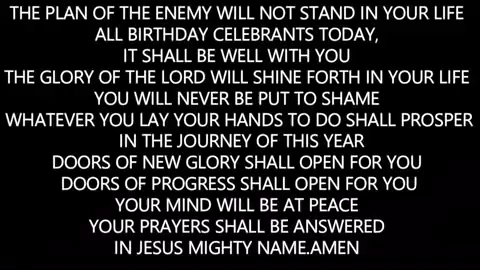 THE PLAN OF THE ENEMY WILL NOT STAND IN YOUR LIFE
ALL BIRTHDAY CELEBRANTS TODAY,
IT SHALL BE WELL WITH YOU
THE GLORY OF THE LORD WILL SHINE FORTH IN YOUR LIFE
YOU WILL NEVER BE PUT TO SHAME
WHATEVER YOU LAY YOUR HANDS TO DO SHALL PROSPER
IN THE JOURNEY OF THIS YEAR
DOORS OF NEW GLORY SHALL OPEN FOR YOU
DOORS OF PROGRESS SHALL OPEN FOR YOU
YOUR MIND WILL BE AT PEACE
YOUR PRAYERS SHALL BE ANSWERED
IN JESUS MIGHTY NAME.AMEN